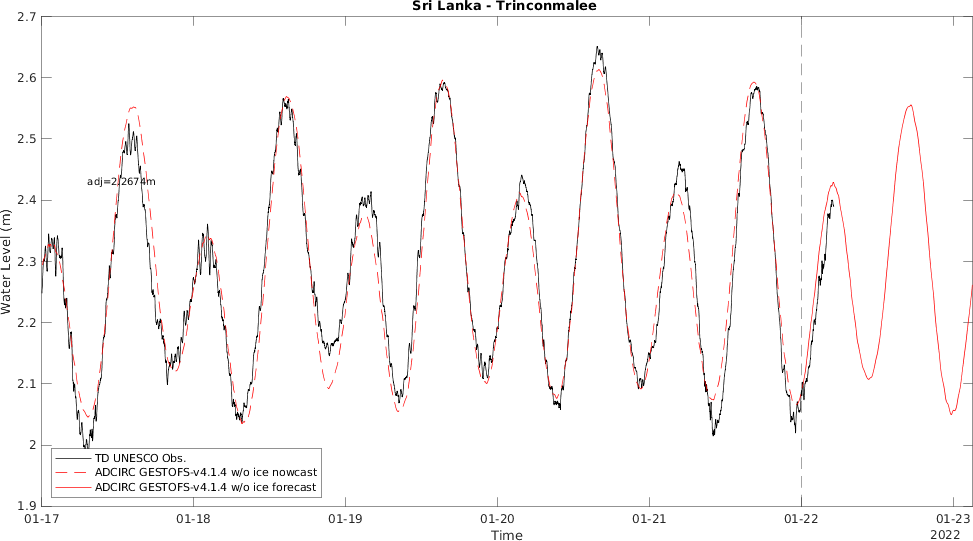 Sri Lanka - Trinconmalee
2.7
2.6
2.5
2.4
2.3
2.2
2.1
2
1.9
Water Level (m)
adj=2.2674m
TD UNESCO Obs.
ADCIRC GESTOFS-v4.1.4 w/o ice nowcast
ADCIRC GESTOFS-v4.1.4 w/o ice forecast
01-17
01-18
01-19
01-20
01-21
01-22
01-23
Time
2022